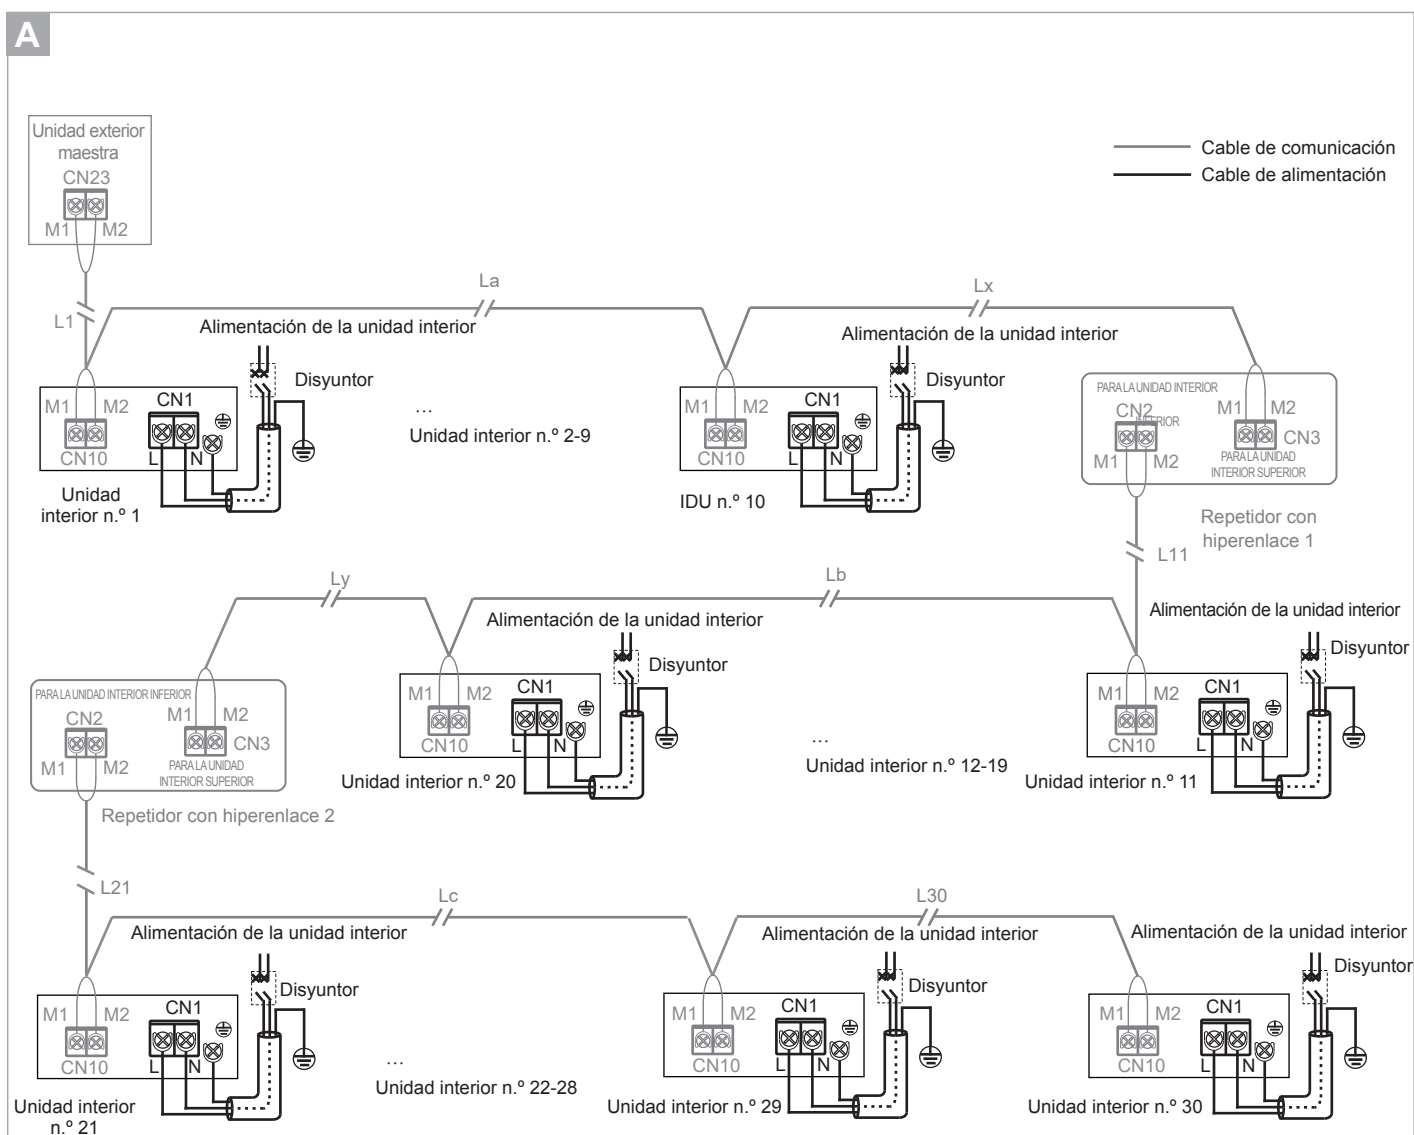 A
Unidad exterior
maestra
CN23
M1 M2
Cable de comunicación
Cable de alimentación
L1
La
Lx
Alimentación de la unidad interior
Alimentación de la unidad interior
Disyuntor
Disyuntor
M1 M2
CN1
CN10
L N
...
Unidad interior n.º 2-9
M1 M2
CN1
CN10
L N
PARA LA UNIDAD INTERIOR
INFERIOR
CN2
M1 M2
M1 M2
CN3
PARA LA UNIDAD
INTERIOR SUPERIOR
Unidad
interior n.º 1
IDU n.º 10
Repetidor con
hiperenlace 1
L11
Ly
Lb
Alimentación de la unidad interior
Alimentación de la unidad interior
Disyuntor
Disyuntor
PARA LA UNIDAD INTERIOR INFERIOR
CN2
M1 M2
M1 M2
CN3
PARA LA UNIDAD
INTERIOR SUPERIOR
M1 M2
CN1
CN10
L N
...
Unidad interior n.º 12-19
M1 M2
CN1
CN10
L N
Unidad interior n.º 20
Unidad interior n.º 11
Repetidor con hiperenlace 2
L21
Lc
L30
Alimentación de la unidad interior
Alimentación de la unidad interior
Alimentación de la unidad interior
Disyuntor
Disyuntor
Disyuntor
M1 M2
CN1
CN10
L N
...
Unidad interior n.º 22-28
M1 M2
CN1
CN10
L N
M1 M2
CN1
CN10
L N
Unidad interior
n.º 21
Unidad interior n.º 29
Unidad interior n.º 30